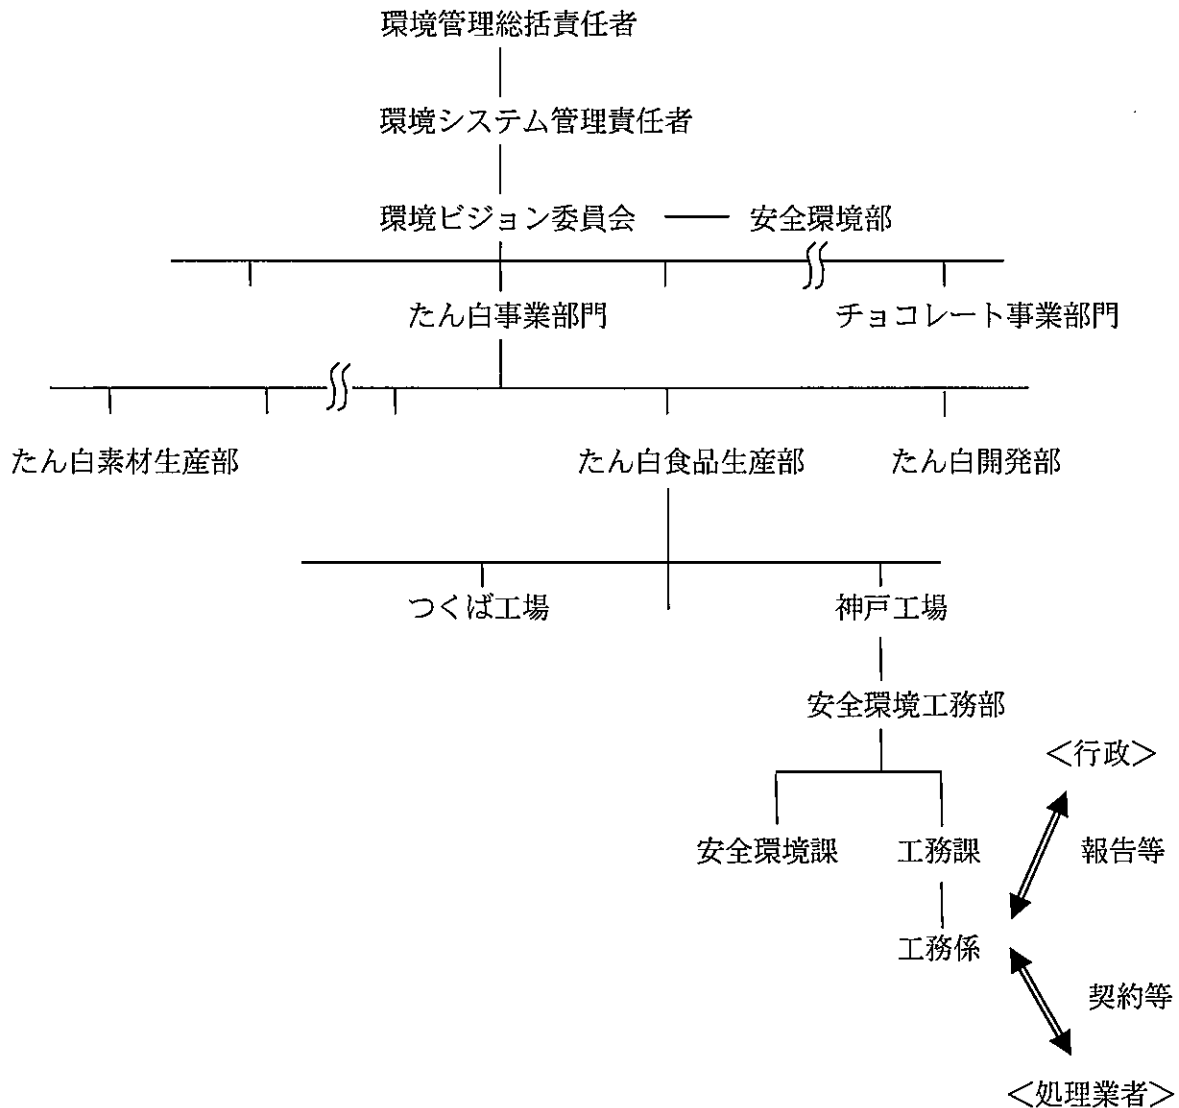 環境管理総括責任者
環境システム管理責任者
環境ビジョン委員会
安全環境部
たん白事業部門
チョコレート事業部門
たん白素材生産部
たん白食品生産部
たん白開発部
つくば工場
神戸工場
安全環境工務部
＜行政＞
安全環境課
工務課
報告等
工務係
契約等
＜処理業者＞